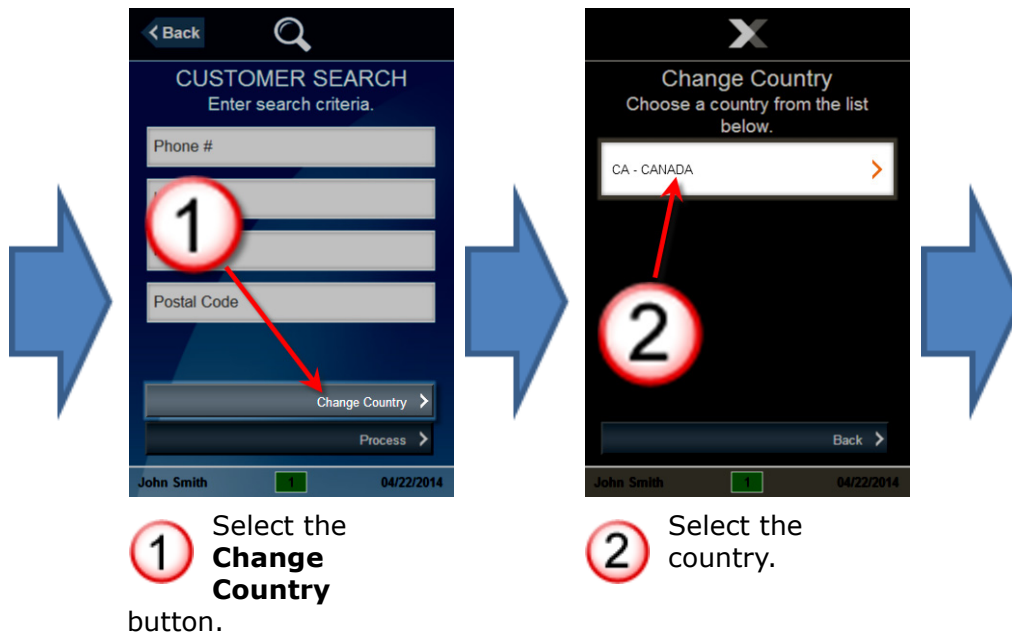 Back
CUSTOMER SEARCH
Enter search criteria.
Phone #
1
Postal Code
Change Country
Process
John Smith 1 04/22/2014
1 Select the
Change
Country
button.
Change Country
Choose a country from the list
below.
CA - CANADA
2
Back
John Smith 1 04/22/2014
2 Select the
country.